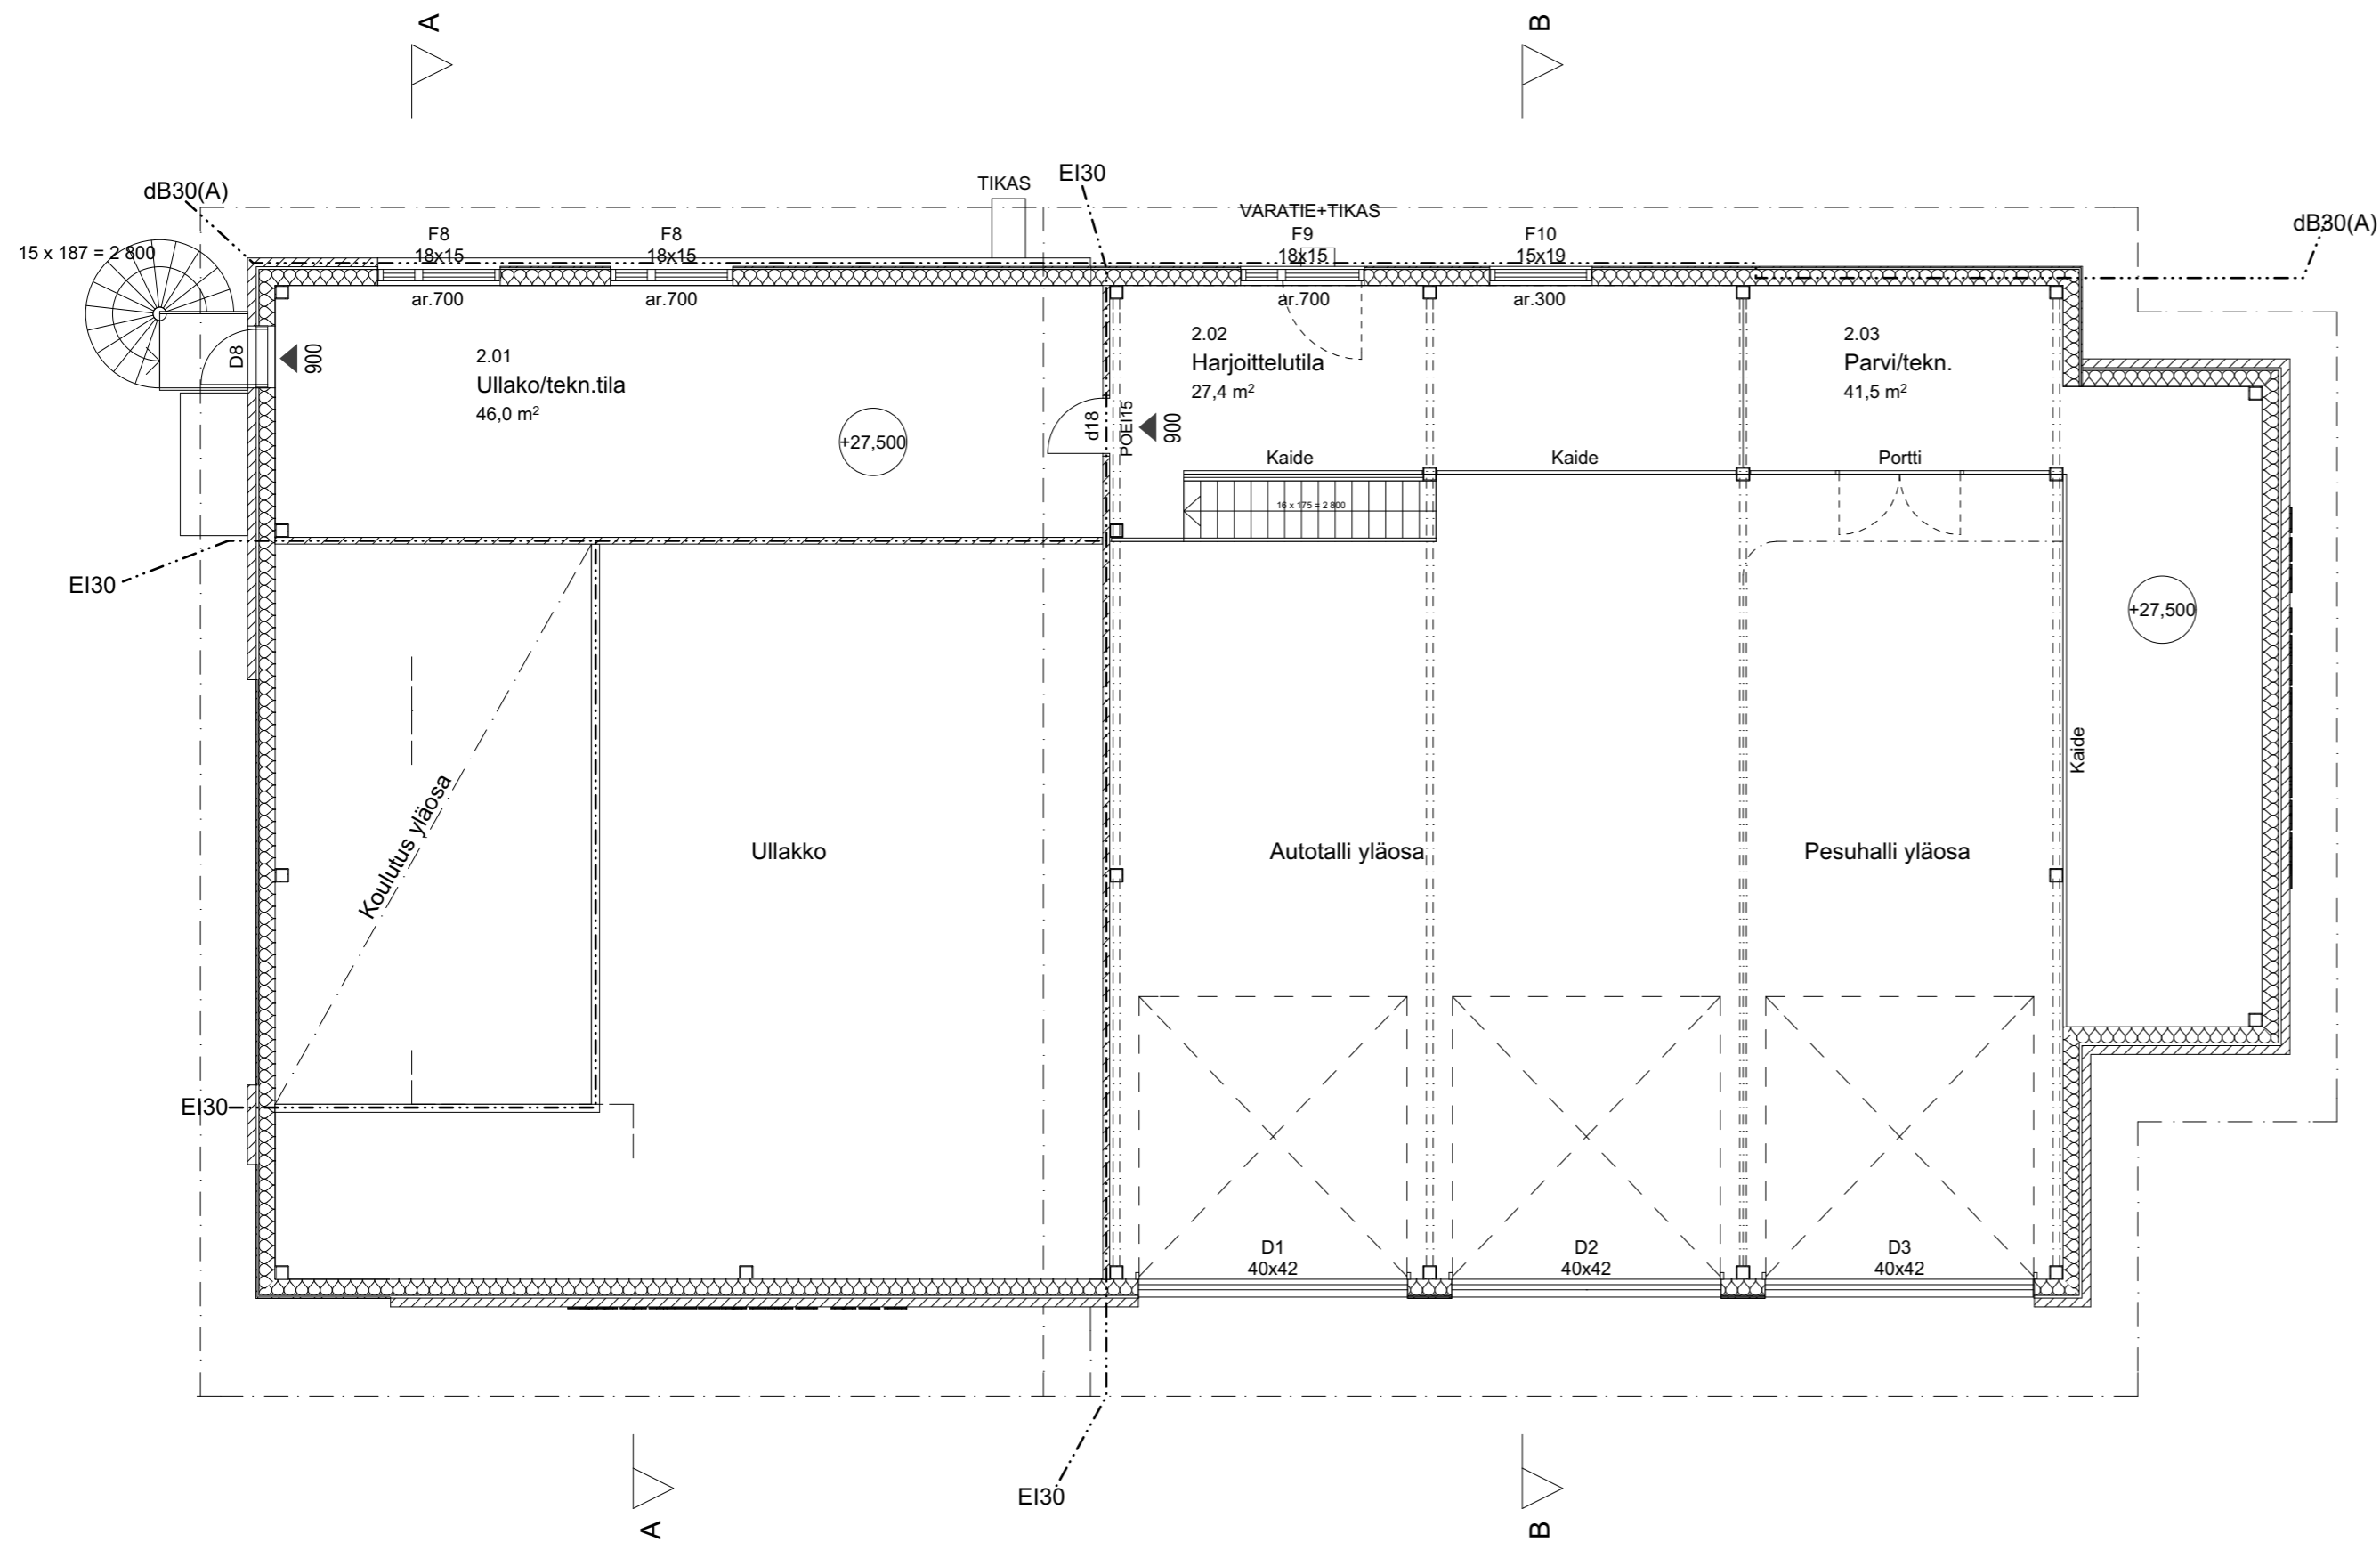 A
B
EI30
TIKAS
dB30(A)
VARATIE+TIKAS
dB30(A)
F8
18x15
F8
18x15
F9
18x15
F10
15x19
15 x 187 = 2 800
ar.700
ar.700
ar.700
ar.300
D8
900
2.01
Ullako/tekn.tila
46,0 m²
2.02
Harjoittelutila
27,4 m²
2.03
Parvi/tekn.
41,5 m²
+27,500
d18
POEI15
900
Kaide
Kaide
Portti
16 x 175 = 2 800
EI30
+27,500
Kaide
Koulutus yläosa
Ullakko
Autotalli yläosa
Pesuhalli yläosa
EI30
D1
40x42
D2
40x42
D3
40x42
EI30
A
B